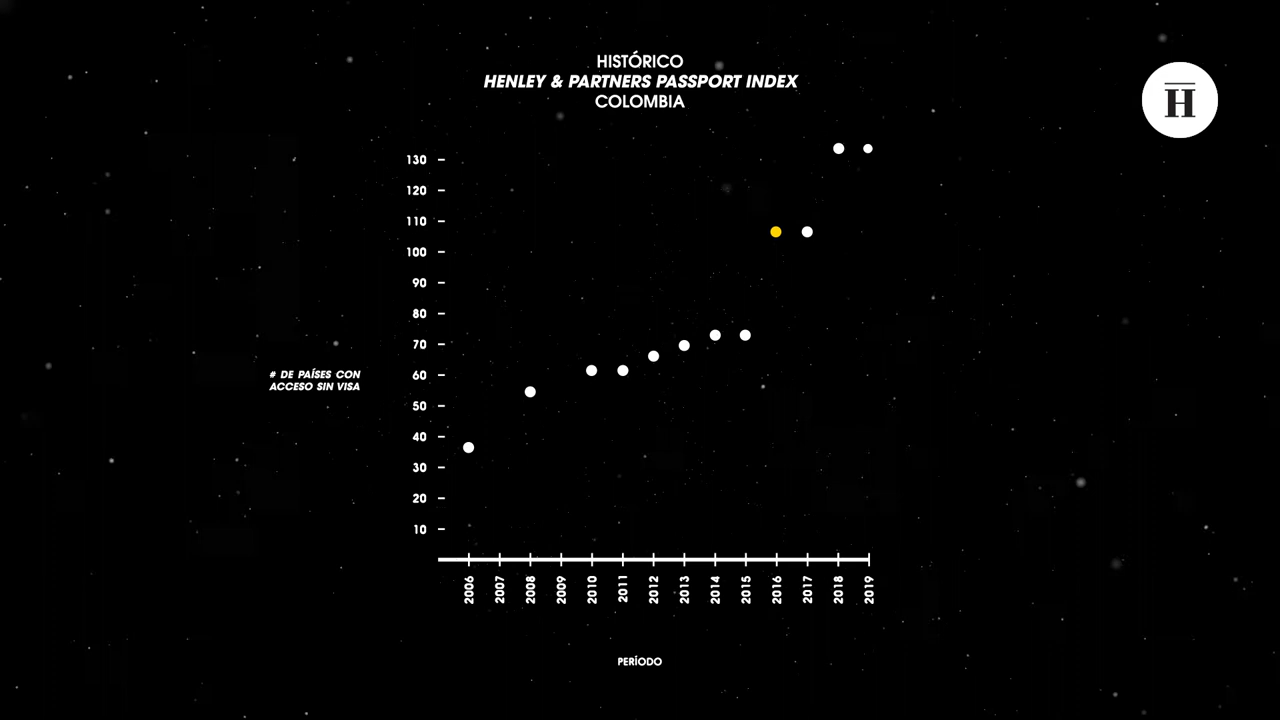 HISTÓRICO
HENLEY & PARTNERS PASSPORT INDEX
COLOMBIA
H
130
120
110
100
90
80
70
# DE PAÍSES CON
ACCESO SIN VISA
60
50
40
30
20
10
2006 2007 2008 2009 2010 2011 2012 2013 2014 2015 2016 2017 2018 2019
PERÍODO